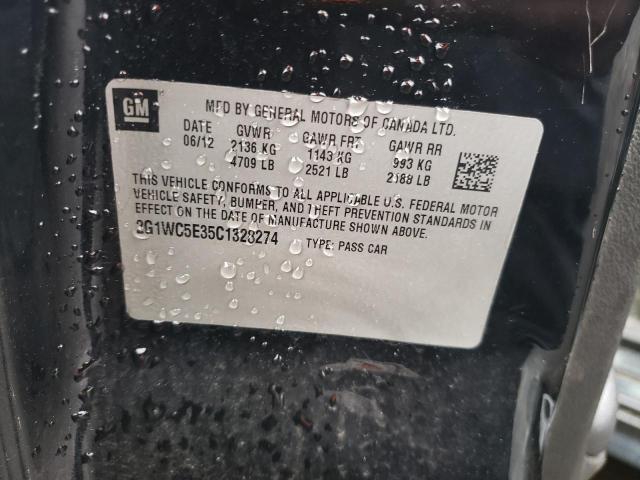 GM
MFD BY GENERAL MOTORS OF CANADA LTD.
DATE GVWR GAWR FRT GAWR RR
06/12 2136 KG 1143 KG 993 KG
4709 LB 2521 LB 2188 LB
THIS VEHICLE CONFORMS TO ALL APPLICABLE U.S. FEDERAL MOTOR
VEHICLE SAFETY, BUMPER, AND THEFT PREVENTION STANDARDS IN
EFFECT ON THE DATE OF MANUFACTURE SHOWN ABOVE.
2G1WC5E35C1328274 TYPE: PASS CAR